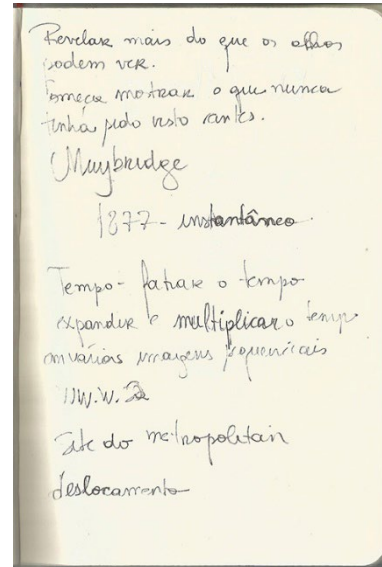 Revelar mais do que os olhos
podem ver.
Começa mostrar o que nunca
tinha sido visto antes.
Muybridge
1877 - instantâneo.
Tempo - fatiar o tempo
expandir e multiplicar o tempo
em várias imagens sequenciais
Site do metropolitan
deslocamento